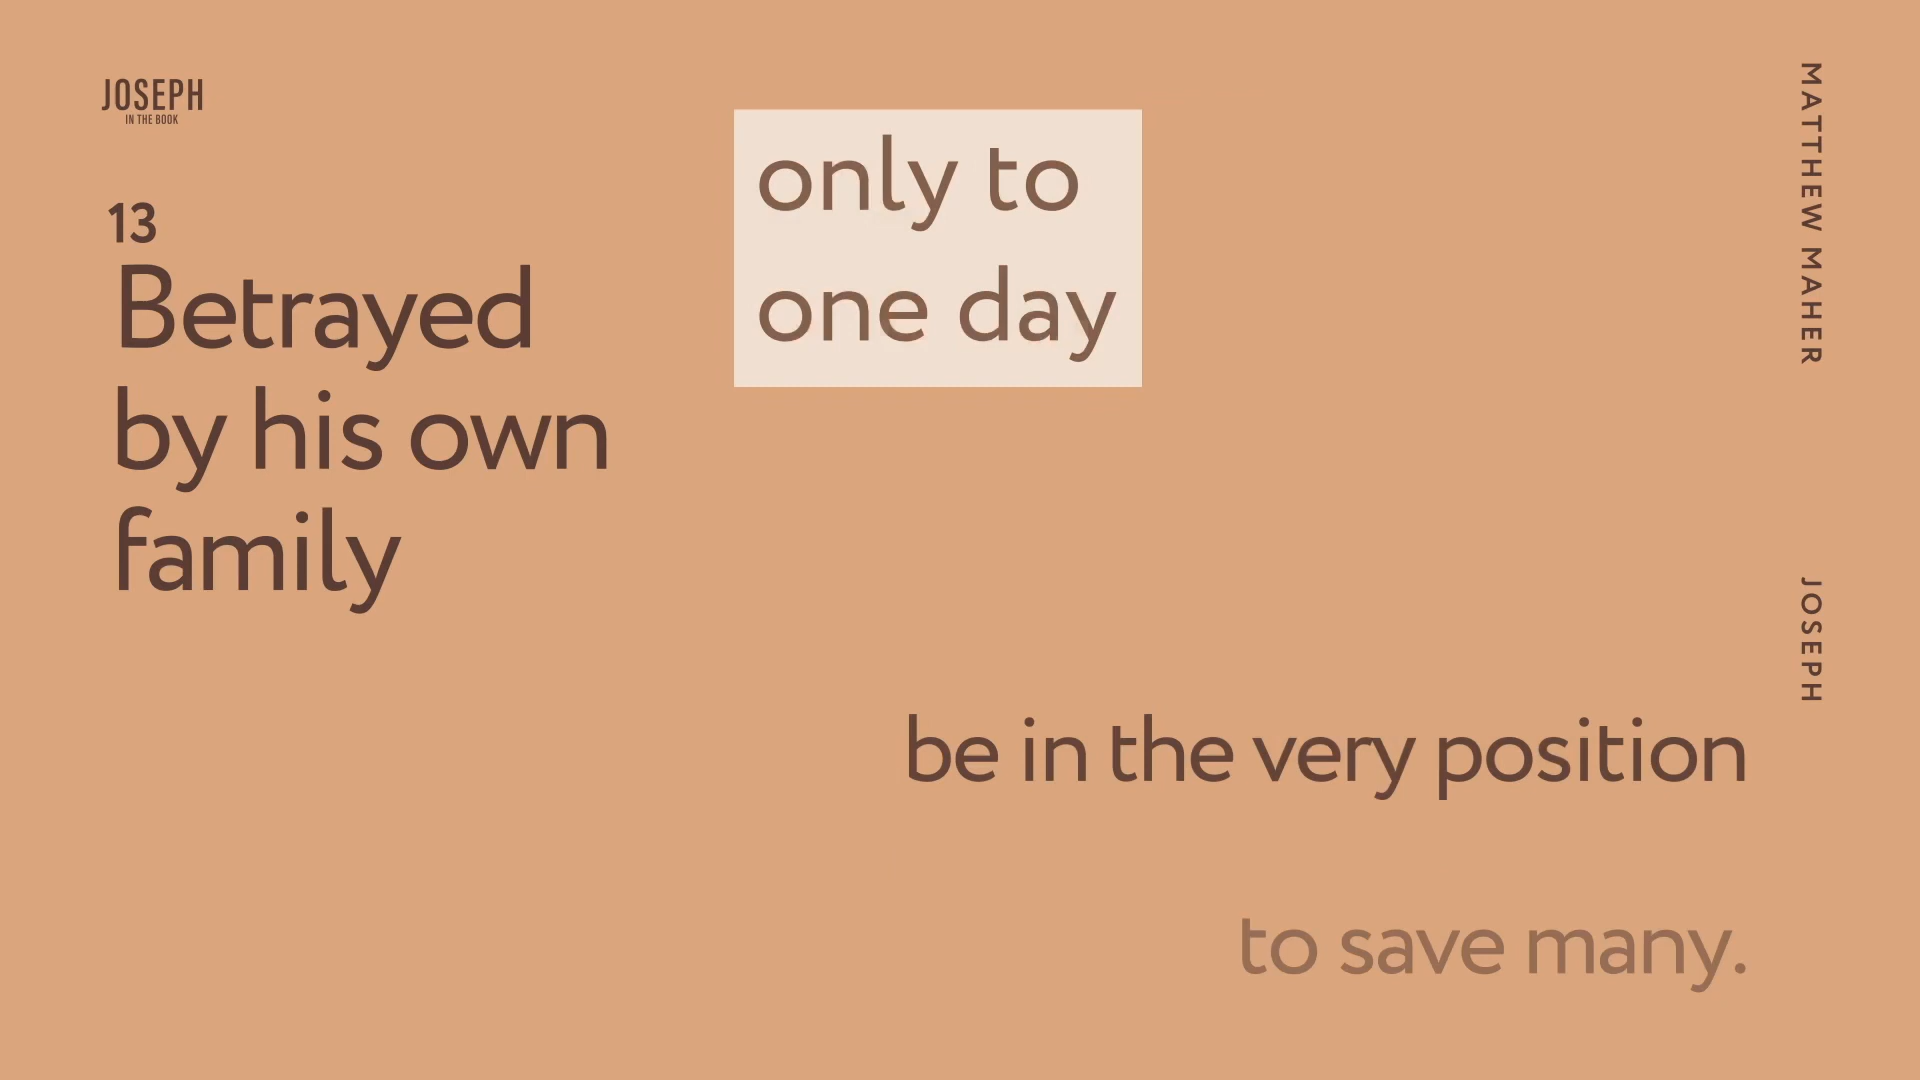 JOSEPH
IN THE BOOK
13
Betrayed
by his own
family
only to
one day
be in the very position
to save many.
MATTHEW MAHER
JOSEPH